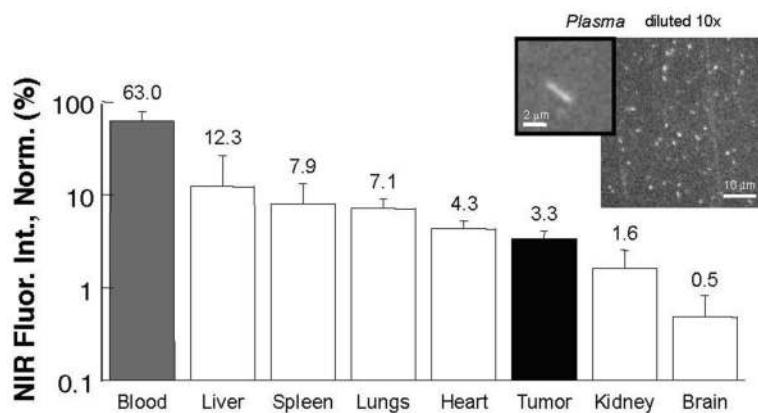 Plasma diluted 10x
2 μm
10 μm
NIR Fluor. Int., Norm. (%)
100
10
1
0.1
63.0
12.3
7.9
7.1
4.3
3.3
1.6
0.5
Blood Liver Spleen Lungs Heart Tumor Kidney Brain